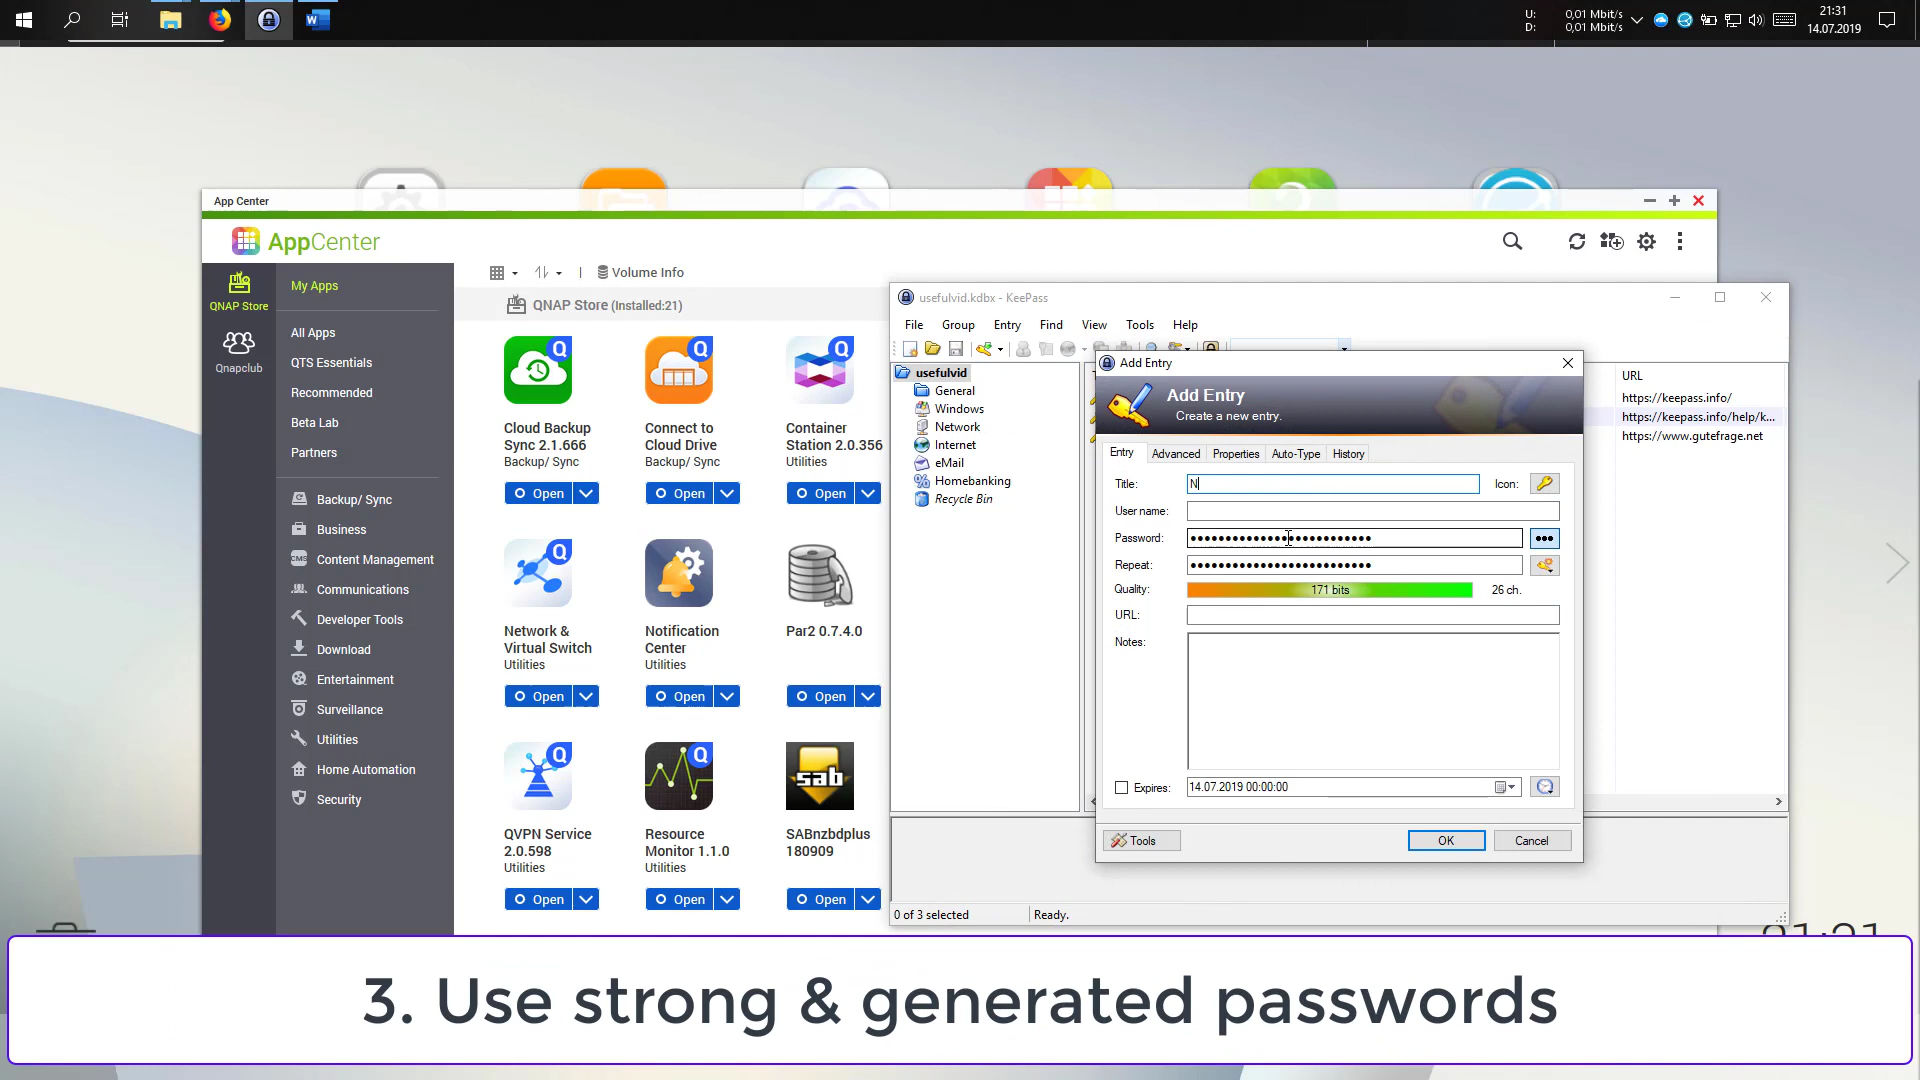 U: 0,01 Mbit/s
D: 0,01 Mbit/s
21:31
14.07.2019
App Center
AppCenter
QNAP Store
Qnapclub
My Apps
All Apps
QTS Essentials
Recommended
Beta Lab
Partners
Backup/ Sync
Business
CMS Content Management
Communications
Developer Tools
Download
Entertainment
Surveillance
Utilities
Home Automation
Security
Volume Info
QNAP Store (Installed:21)
Cloud Backup
Sync 2.1.666
Backup/ Sync
Open
Connect to
Cloud Drive
Backup/ Sync
Open
Container
Station 2.0.356
Utilities
Open
Network &
Virtual Switch
Utilities
Open
Notification
Center
Utilities
Open
Par2 0.7.4.0
Open
QVPN Service
2.0.598
Utilities
Open
Resource
Monitor 1.1.0
Utilities
Open
sab
SABnzbdplus
180909
Open
usefulvid.kdbx - KeePass
File Group Entry Find View Tools Help
usefulvid
General
Windows
Network
Internet
eMail
Homebanking
Recycle Bin
URL
https://keepass.info/
https://keepass.info/help/k...
https://www.gutefrage.net
0 of 3 selected
Ready.
Add Entry
Add Entry
Create a new entry.
Entry Advanced Properties Auto-Type History
Title: N Icon:
User name:
Password: ••••••••••••••••••••••••••
Repeat: ••••••••••••••••••••••••••
Quality: 171 bits 26 ch.
URL:
Notes:
Expires: 14.07.2019 00:00:00
Tools OK Cancel
3. Use strong & generated passwords